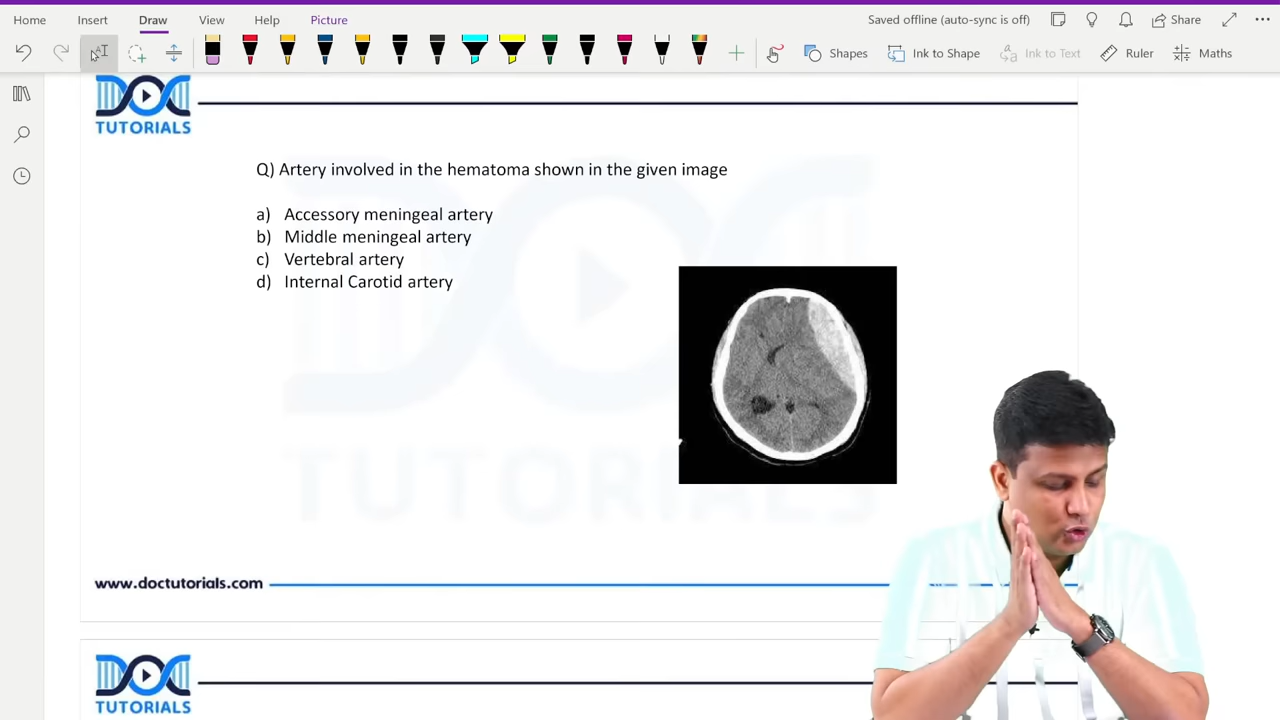 Home Insert Draw View Help Picture Saved offline (auto-sync is off) Share
Ink to Shape Ink to Text Shapes Ruler Maths
TUTORIALS
Q) Artery involved in the hematoma shown in the given image
a) Accessory meningeal artery
b) Middle meningeal artery
c) Vertebral artery
d) Internal Carotid artery
TUTORIALS
www.doctutorials.com
DOC
TUTORIALS